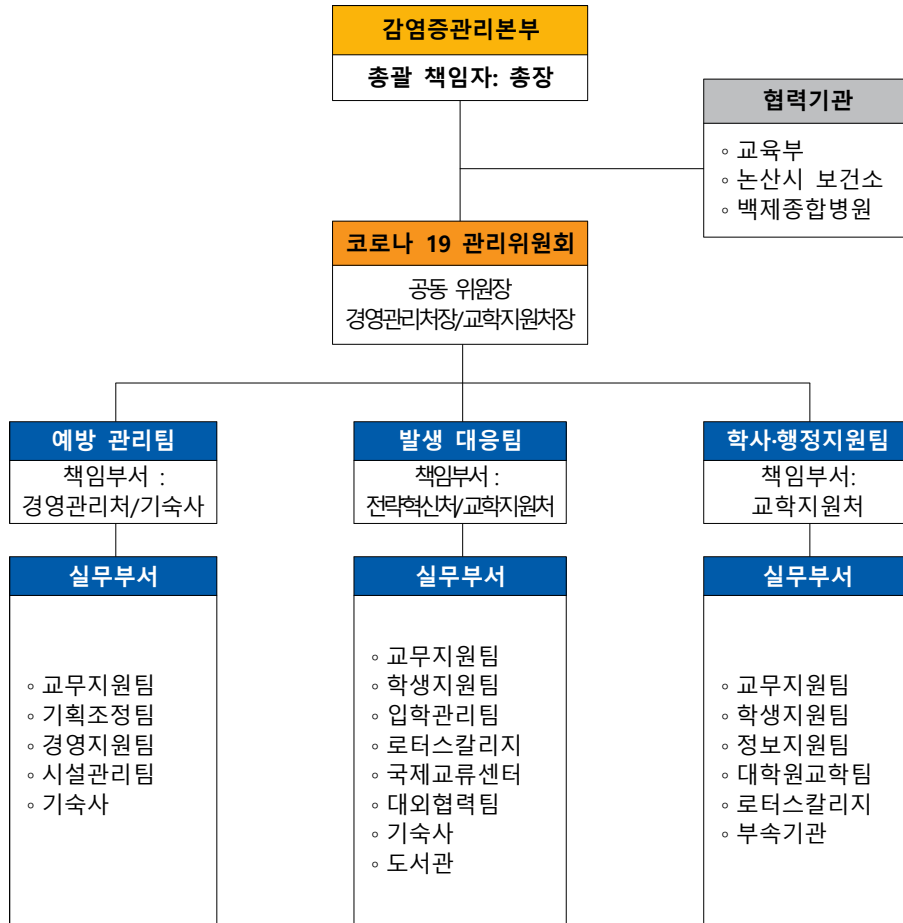 감염증관리본부
총괄 책임자: 총장
협력기관
◦ 교육부
◦ 논산시 보건소
◦ 백제종합병원
코로나 19 관리위원회
공동 위원장
경영관리처장/교학지원처장
예방 관리팀
책임부서 :
경영관리처/기숙사
발생 대응팀
책임부서 :
전략혁신처/교학지원처
학사·행정지원팀
책임부서:
교학지원처
실무부서
◦ 교무지원팀
◦ 기획조정팀
◦ 경영지원팀
◦ 시설관리팀
◦ 기숙사
실무부서
◦ 교무지원팀
◦ 학생지원팀
◦ 입학관리팀
◦ 로터스칼리지
◦ 국제교류센터
◦ 대외협력팀
◦ 기숙사
◦ 도서관
실무부서
◦ 교무지원팀
◦ 학생지원팀
◦ 정보지원팀
◦ 대학원교학팀
◦ 로터스칼리지
◦ 부속기관